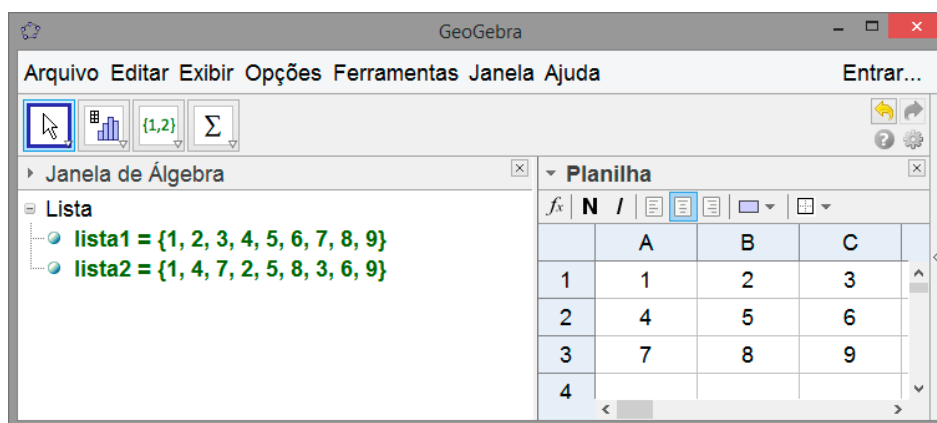 GeoGebra
Arquivo Editar Exibir Opções Ferramentas Janela Ajuda Entrar...
{1,2} Σ
Janela de Álgebra
Lista
lista1 = {1, 2, 3, 4, 5, 6, 7, 8, 9}
lista2 = {1, 4, 7, 2, 5, 8, 3, 6, 9}
Planilha
fx N I
A B C
1 1 2 3
2 4 5 6
3 7 8 9
4